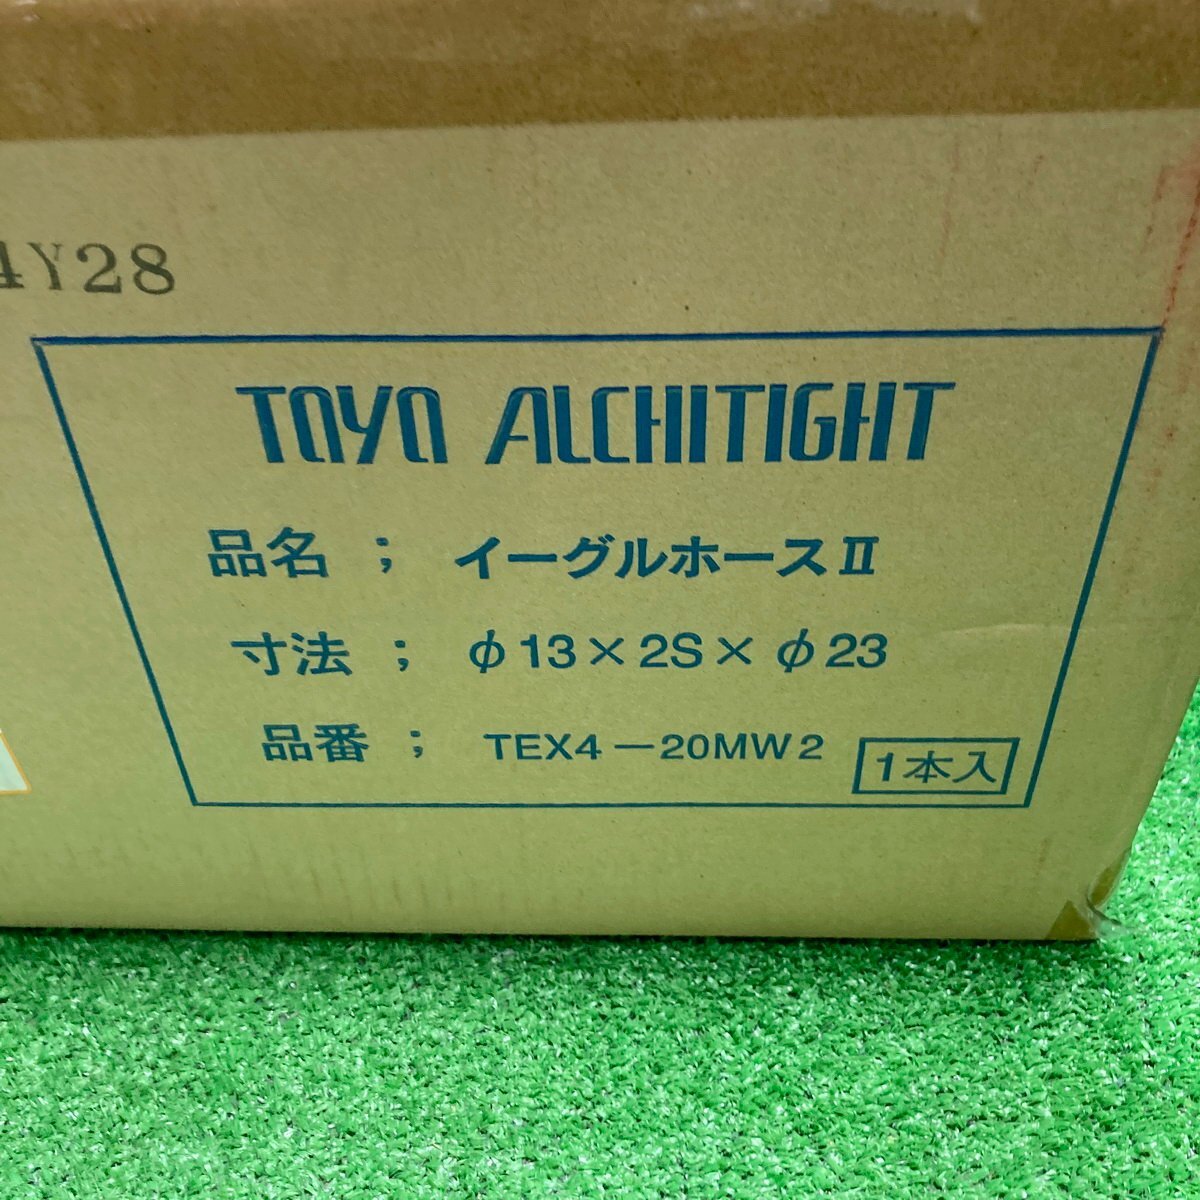 4Y28
TOYO ALCHITIGHT
品名 ; イーグルホースⅡ
寸法 ; φ13×2S×φ23
品番 ; TEX4－20MW2
1本入